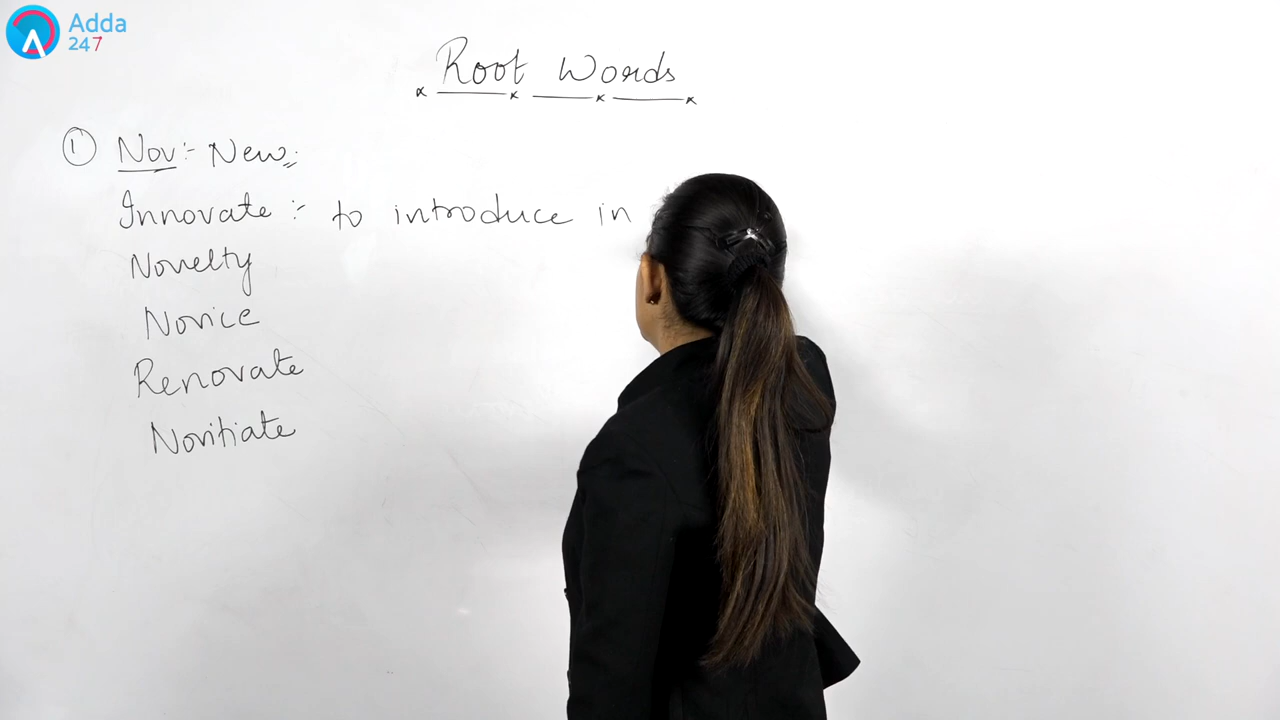 Adda
247
Root Words
① Nov :- New
Innovate :- to introduce in
Novelty
Novice
Renovate
Novitiate